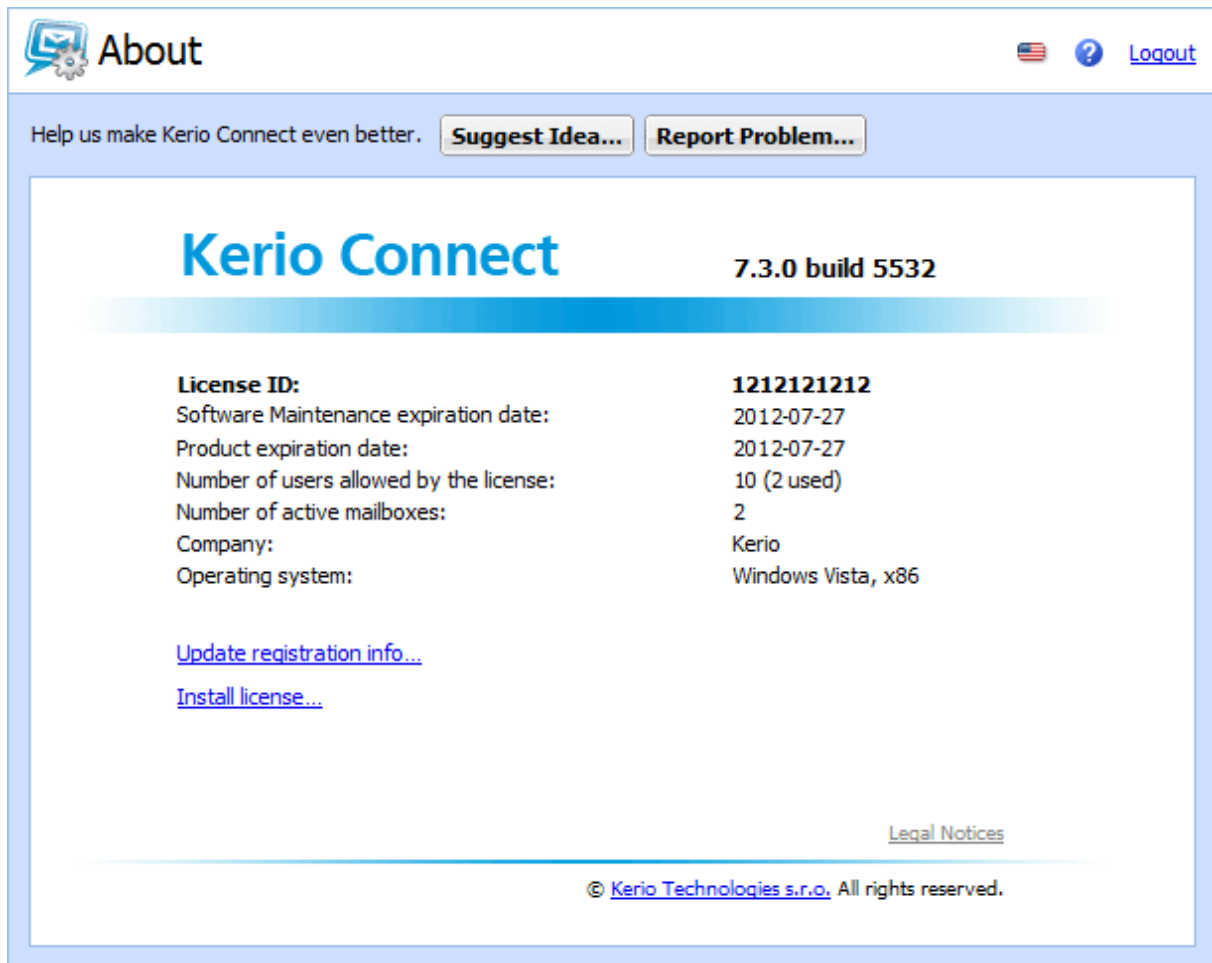 About
Logout
Help us make Kerio Connect even better. Suggest Idea... Report Problem...
Kerio Connect 7.3.0 build 5532
License ID: 1212121212
Software Maintenance expiration date: 2012-07-27
Product expiration date: 2012-07-27
Number of users allowed by the license: 10 (2 used)
Number of active mailboxes: 2
Company: Kerio
Operating system: Windows Vista, x86
Update registration info...
Install license...
Legal Notices
© Kerio Technologies s.r.o. All rights reserved.